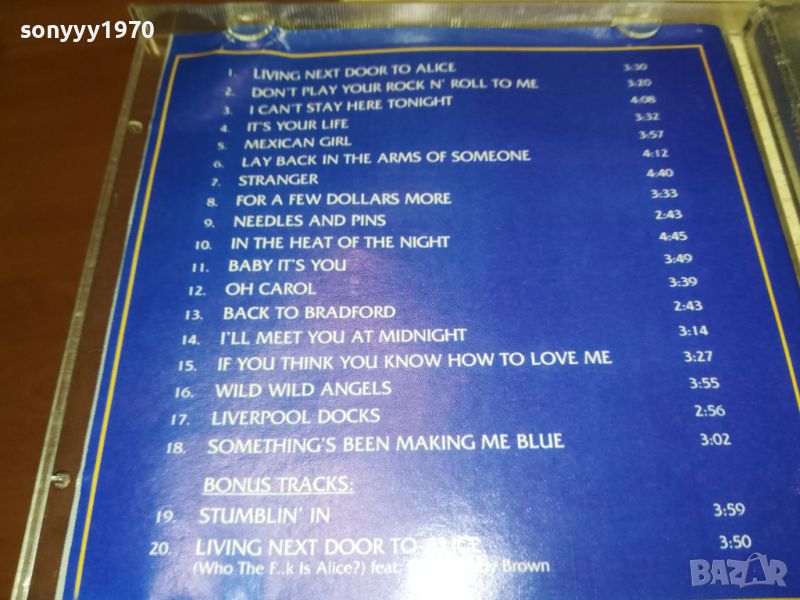 sonyyy1970
1. LIVING NEXT DOOR TO ALICE 3:30
2. DON'T PLAY YOUR ROCK N' ROLL TO ME 3:20
3. I CAN'T STAY HERE TONIGHT 4:08
4. IT'S YOUR LIFE 3:32
5. MEXICAN GIRL 3:57
6. LAY BACK IN THE ARMS OF SOMEONE 4:12
7. STRANGER 4:40
8. FOR A FEW DOLLARS MORE 3:33
9. NEEDLES AND PINS 2:43
10. IN THE HEAT OF THE NIGHT 4:45
11. BABY IT'S YOU 3:49
12. OH CAROL 3:39
13. BACK TO BRADFORD 2:43
14. I'LL MEET YOU AT MIDNIGHT 3:14
15. IF YOU THINK YOU KNOW HOW TO LOVE ME 3:27
16. WILD WILD ANGELS 3:55
17. LIVERPOOL DOCKS 2:56
18. SOMETHING'S BEEN MAKING ME BLUE 3:02
BONUS TRACKS:
19. STUMBLIN' IN 3:59
20. LIVING NEXT DOOR TO ALICE 3:50
(Who The F..k Is Alice?) feat. Brown
BAZAR